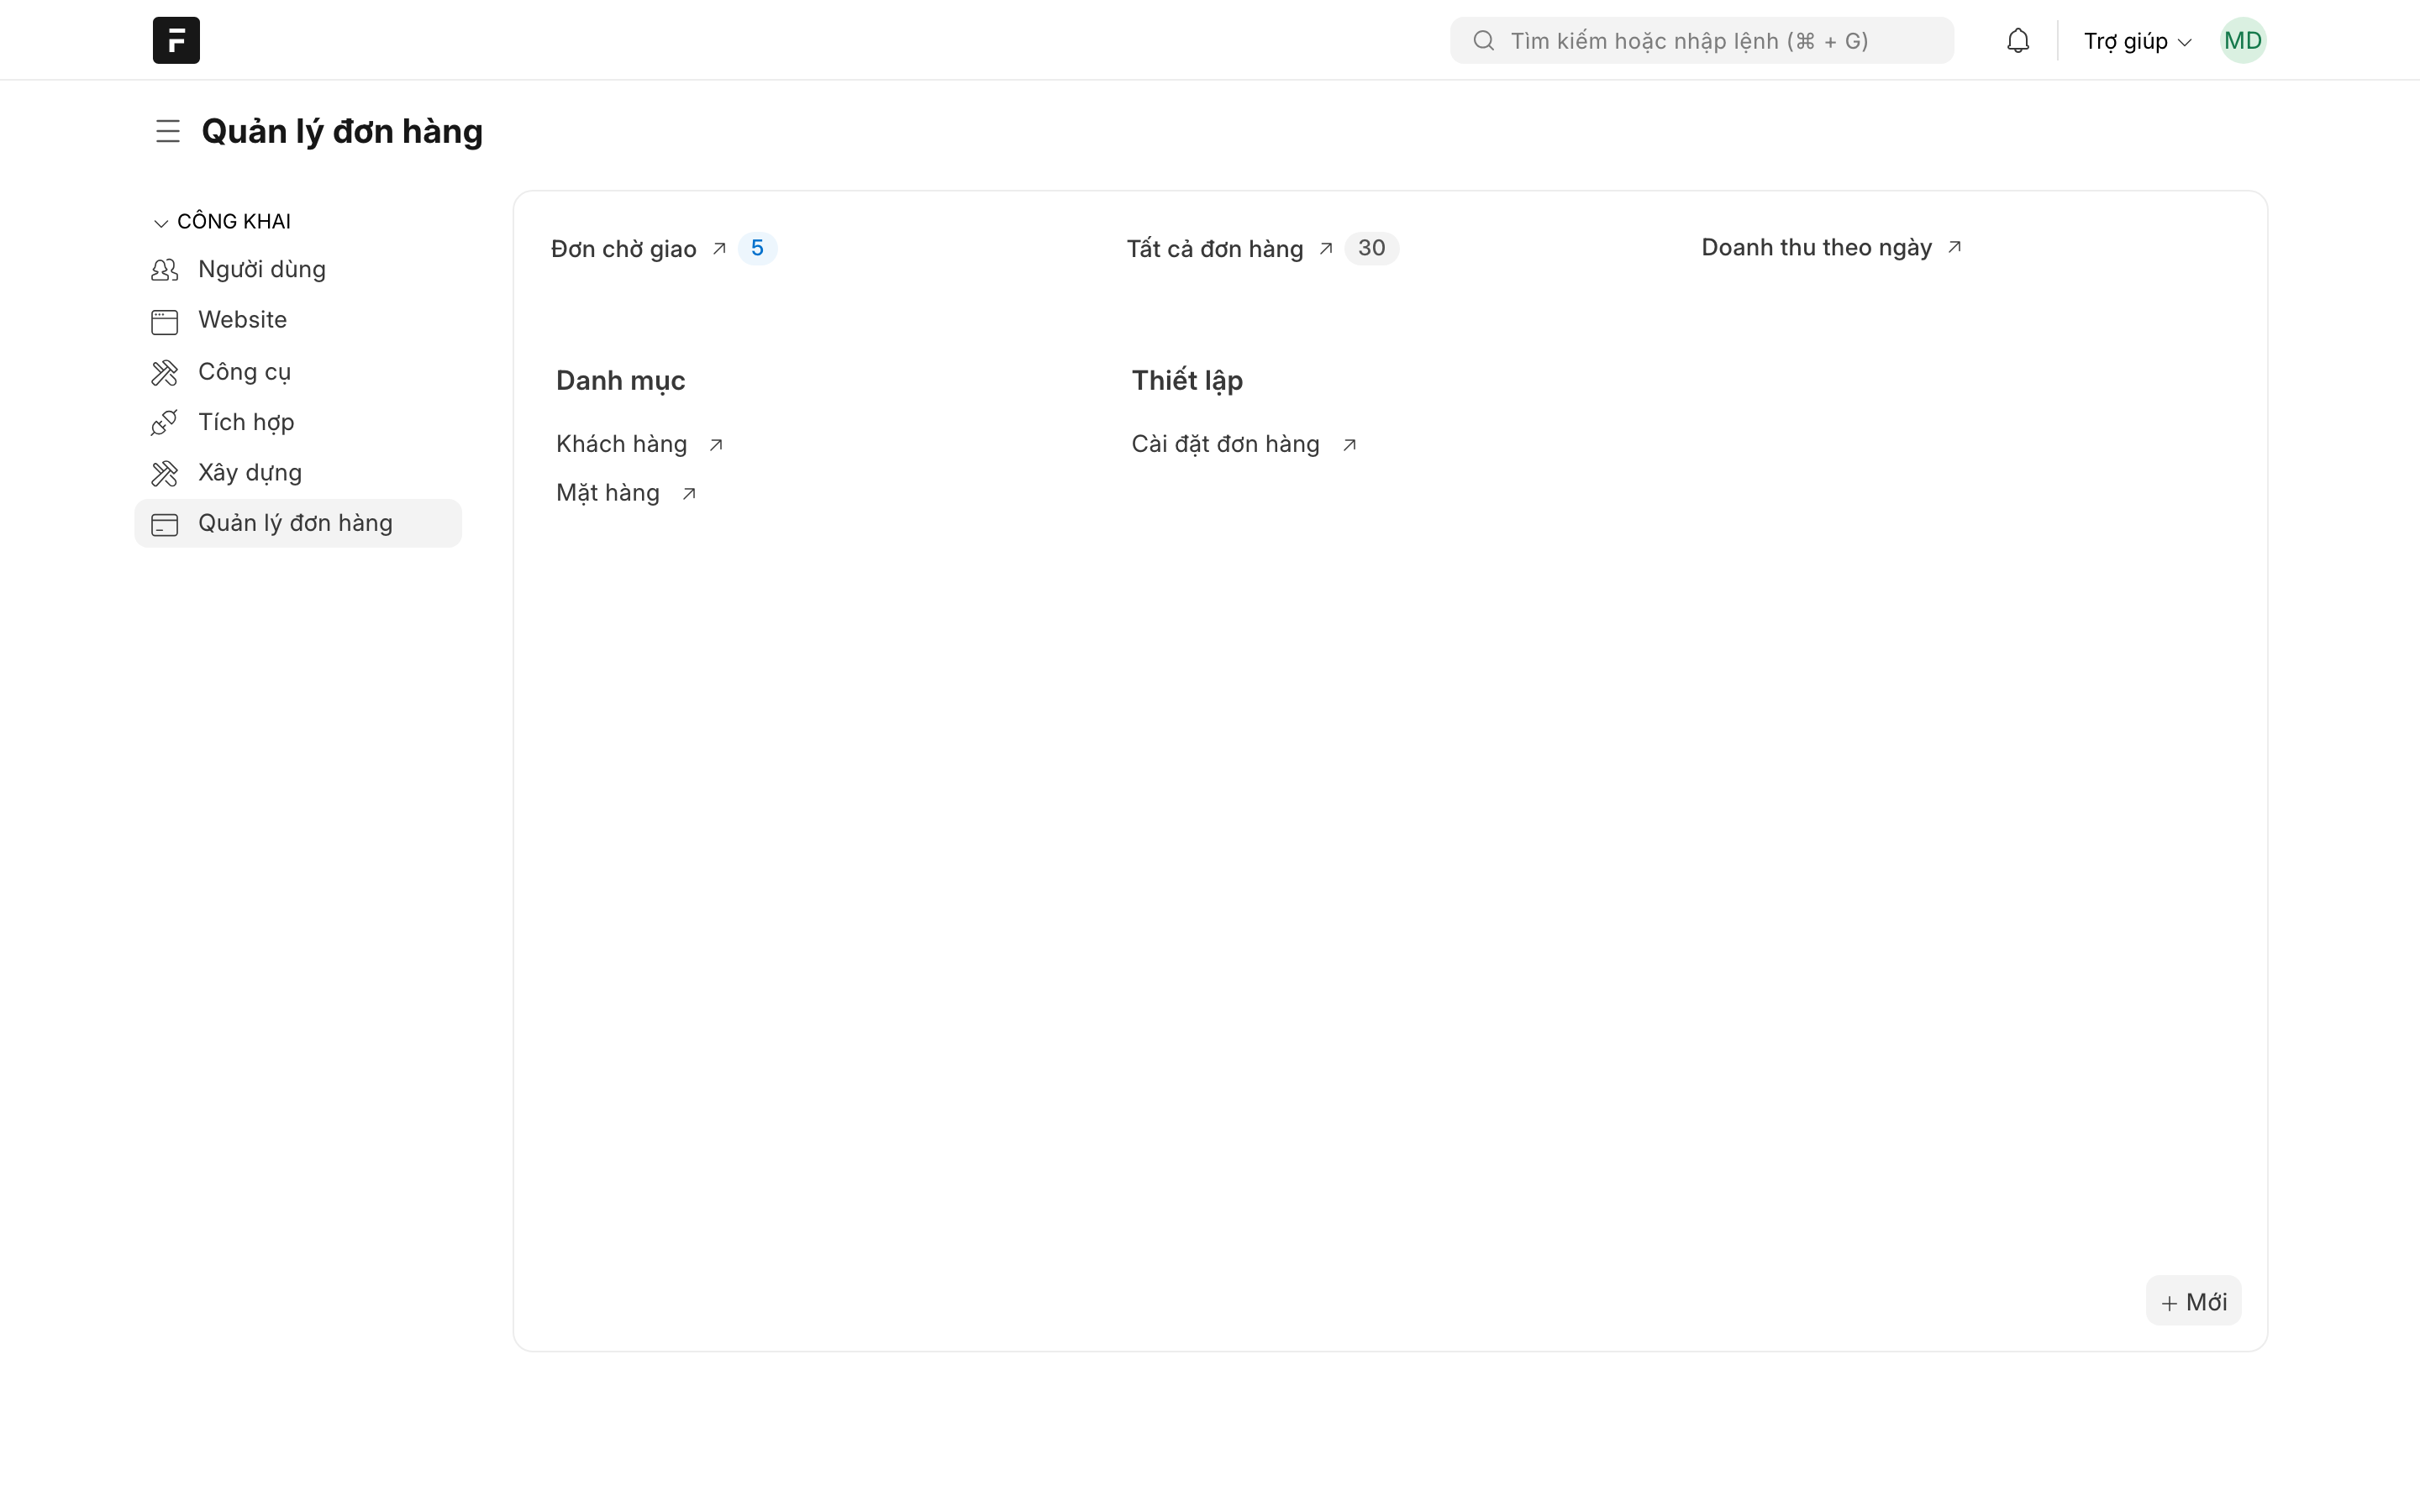 F
Tìm kiếm hoặc nhập lệnh (⌘ + G)
Trợ giúp
MD
Quản lý đơn hàng
CÔNG KHAI
Người dùng
Website
Công cụ
Tích hợp
Xây dựng
Quản lý đơn hàng
Đơn chờ giao 5
Tất cả đơn hàng 30
Doanh thu theo ngày
Danh mục
Khách hàng
Mặt hàng
Thiết lập
Cài đặt đơn hàng
+ Mới